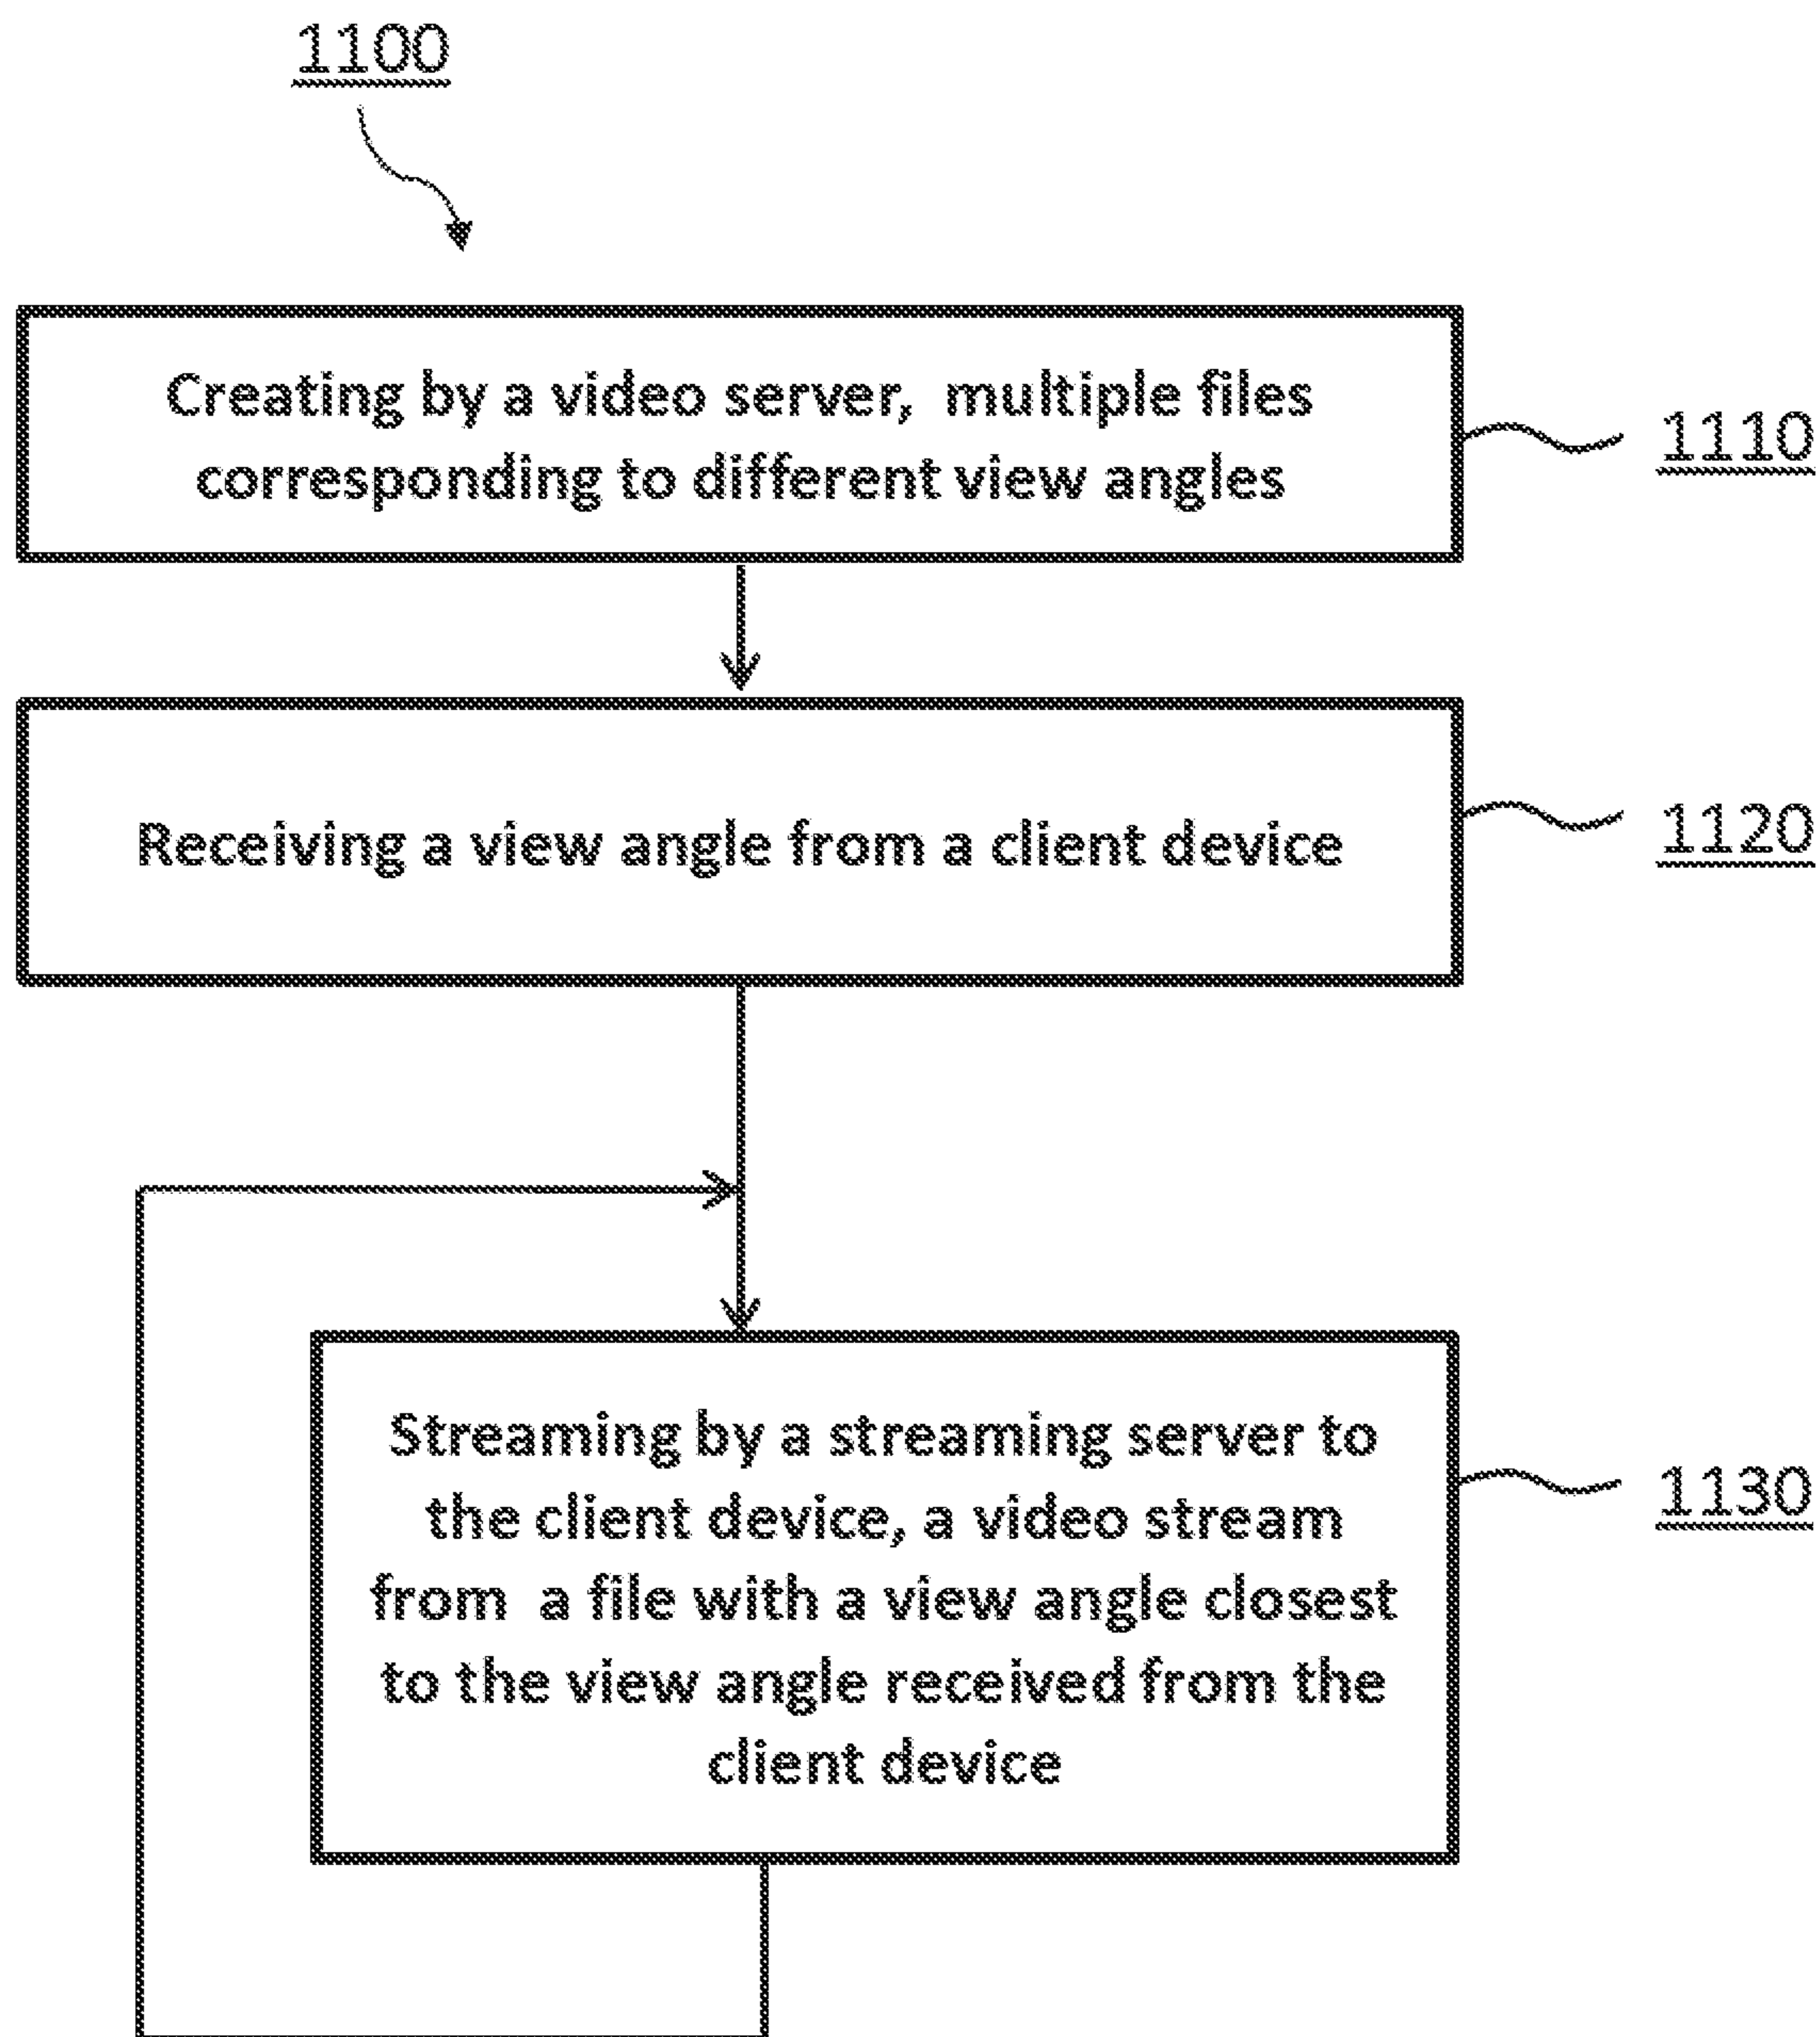 1100
Creating by a video server,  multiple files
corresponding to different view angles
1110
Receiving a view angle from a client device
1120
Streaming by a streaming server to
the client device, a video stream
from  a file with a view angle closest
to the view angle received from the
client device
1130